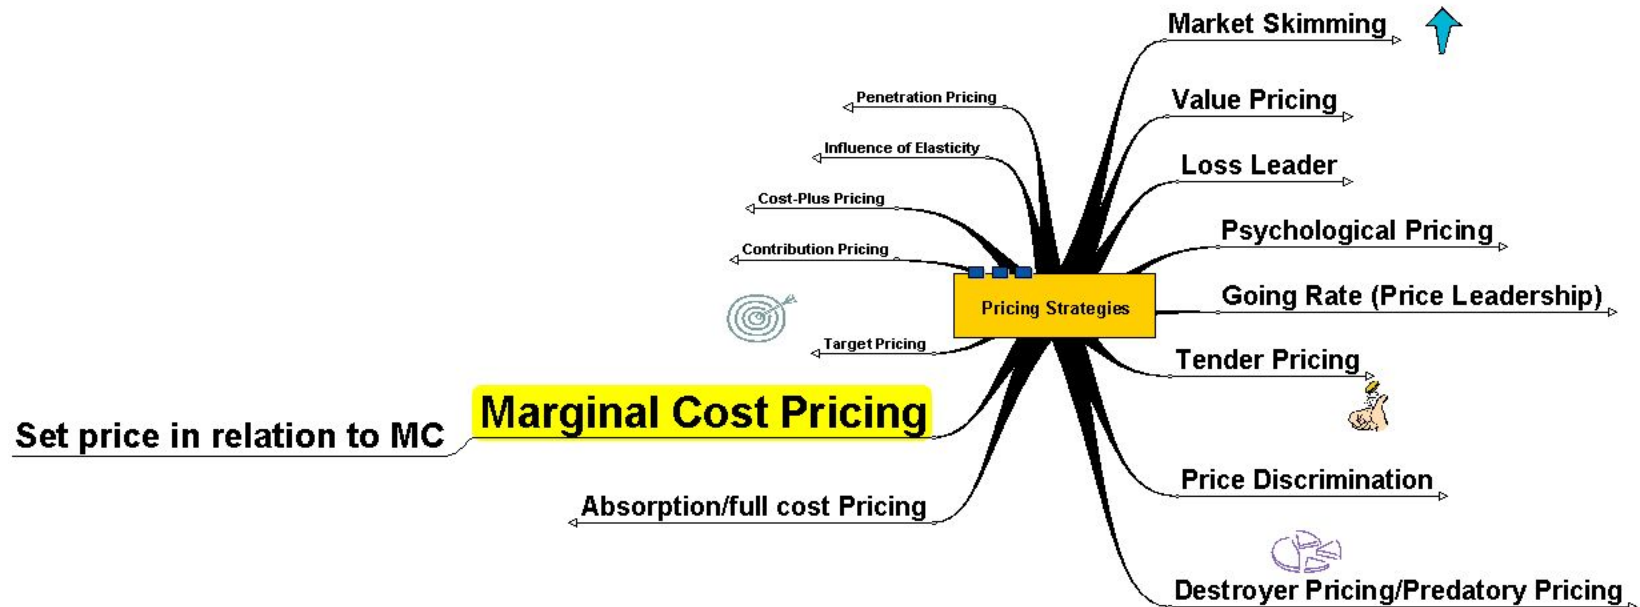 Market Skimming
Penetration Pricing
Value Pricing
Influence of Elasticity
Loss Leader
Cost-Plus Pricing
Psychological Pricing
Contribution Pricing
Going Rate (Price Leadership)
Pricing Strategies
Target Pricing
Tender Pricing
Marginal Cost Pricing
Set price in relation to MC
Price Discrimination
Absorption/full cost Pricing
Destroyer Pricing/Predatory Pricing